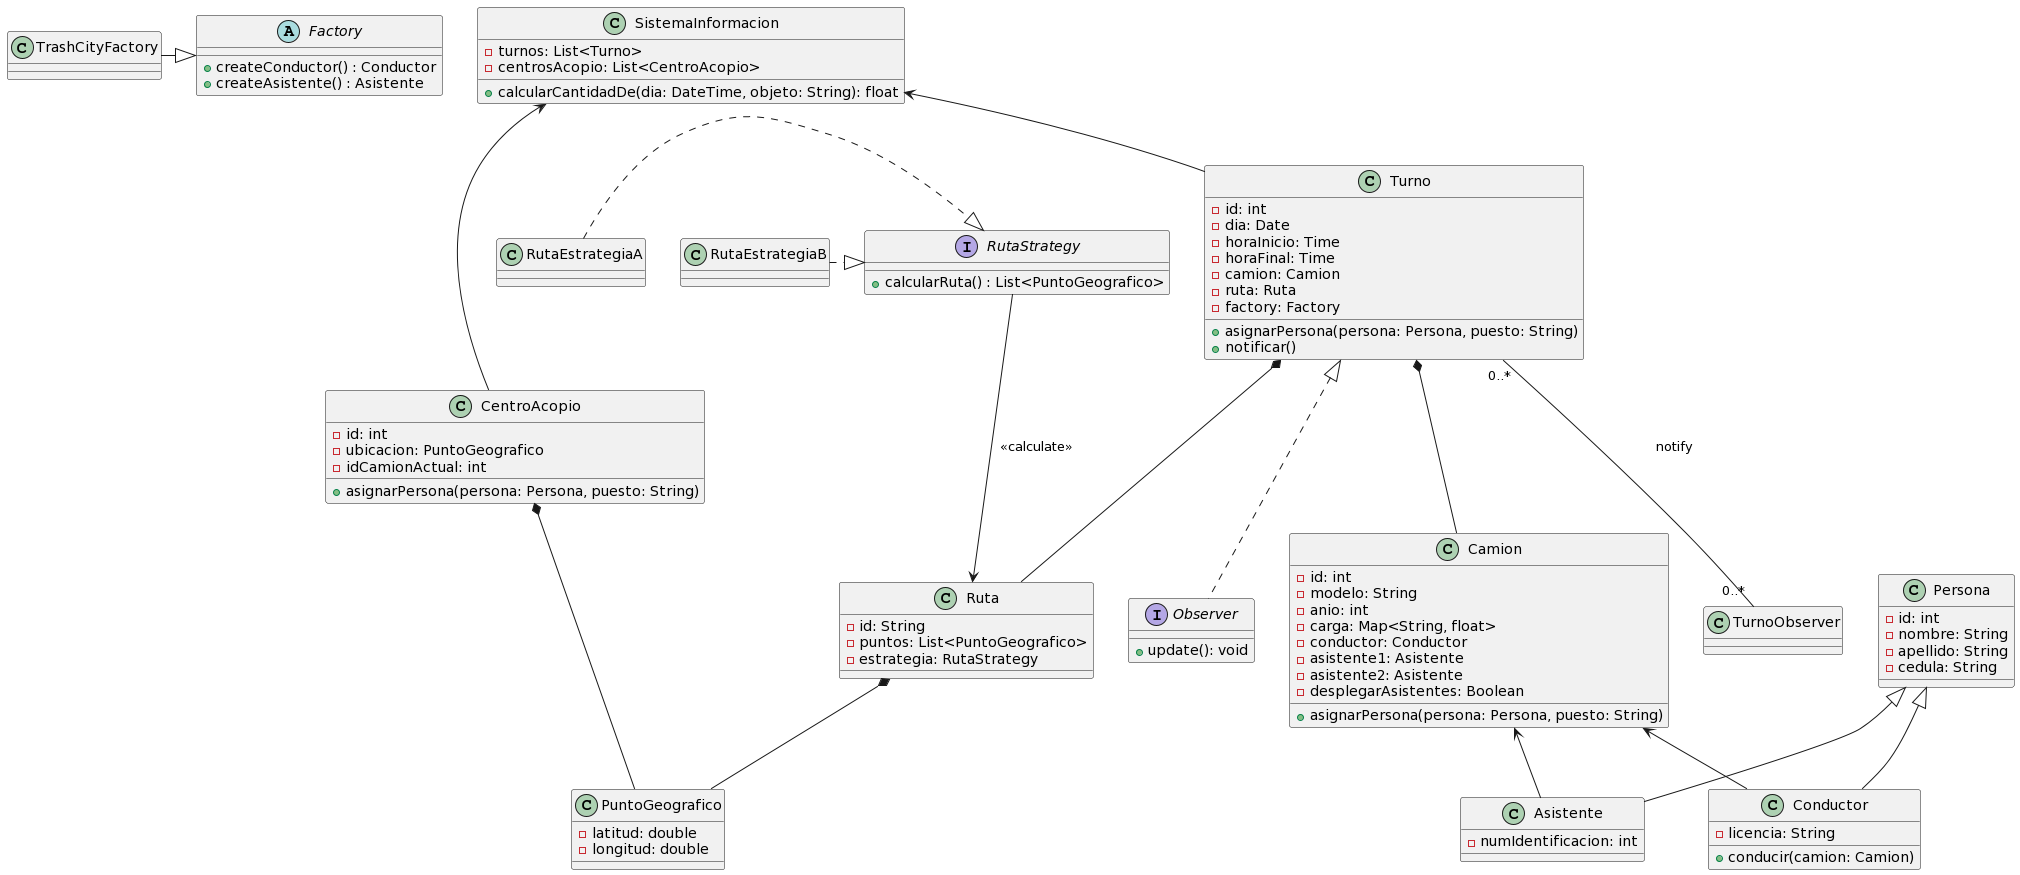 TrashCityFactory
Factory
createConductor() : Conductor
createAsistente() : Asistente
SistemaInformacion
turnos: List<Turno>
centrosAcopio: List<CentroAcopio>
calcularCantidadDe(dia: DateTime, objeto: String): float
Turno
id: int
dia: Date
horaInicio: Time
horaFinal: Time
camion: Camion
ruta: Ruta
factory: Factory
asignarPersona(persona: Persona, puesto: String)
notificar()
RutaEstrategiaA
RutaEstrategiaB
RutaStrategy
calcularRuta() : List<PuntoGeografico>
0..*
CentroAcopio
id: int
ubicacion: PuntoGeografico
idCamionActual: int
asignarPersona(persona: Persona, puesto: String)
«calculate»
notify
Ruta
id: String
puntos: List<PuntoGeografico>
estrategia: RutaStrategy
Observer
update(): void
Camion
id: int
modelo: String
anio: int
carga: Map<String, float>
conductor: Conductor
asistente1: Asistente
asistente2: Asistente
desplegarAsistentes: Boolean
asignarPersona(persona: Persona, puesto: String)
0..*
TurnoObserver
Persona
id: int
nombre: String
apellido: String
cedula: String
PuntoGeografico
latitud: double
longitud: double
Asistente
numIdentificacion: int
Conductor
licencia: String
conducir(camion: Camion)